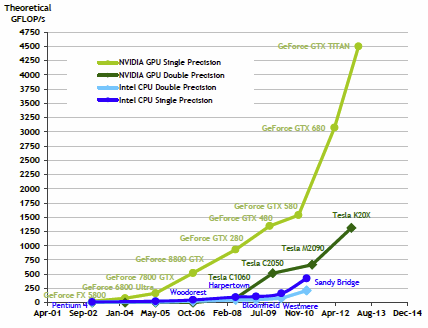 Theoretical
GFLOP/s
4750
4500
4250
4000
3750
3500
3250
3000
2750
2500
2250
2000
1750
1500
1250
1000
750
500
250
0
NVIDIA GPU Single Precision
NVIDIA GPU Double Precision
Intel CPU Double Precision
Intel CPU Single Precision
GeForce GTX TITAN
GeForce GTX 680
GeForce GTX 580
GeForce GTX 480
GeForce GTX 280
GeForce 8800 GTX
GeForce 7800 GTX
GeForce 6800 Ultra
GeForce FX 5800
Tesla K20X
Tesla M2090
Tesla C2050
Tesla C1060
Pentium 4
Woodcrest
Harpertown
Bloomfield
Westmere
Sandy Bridge
Apr-01 Sep-02 Jan-04 May-05 Oct-06 Feb-08 Jul-09 Nov-10 Apr-12 Aug-13 Dec-14